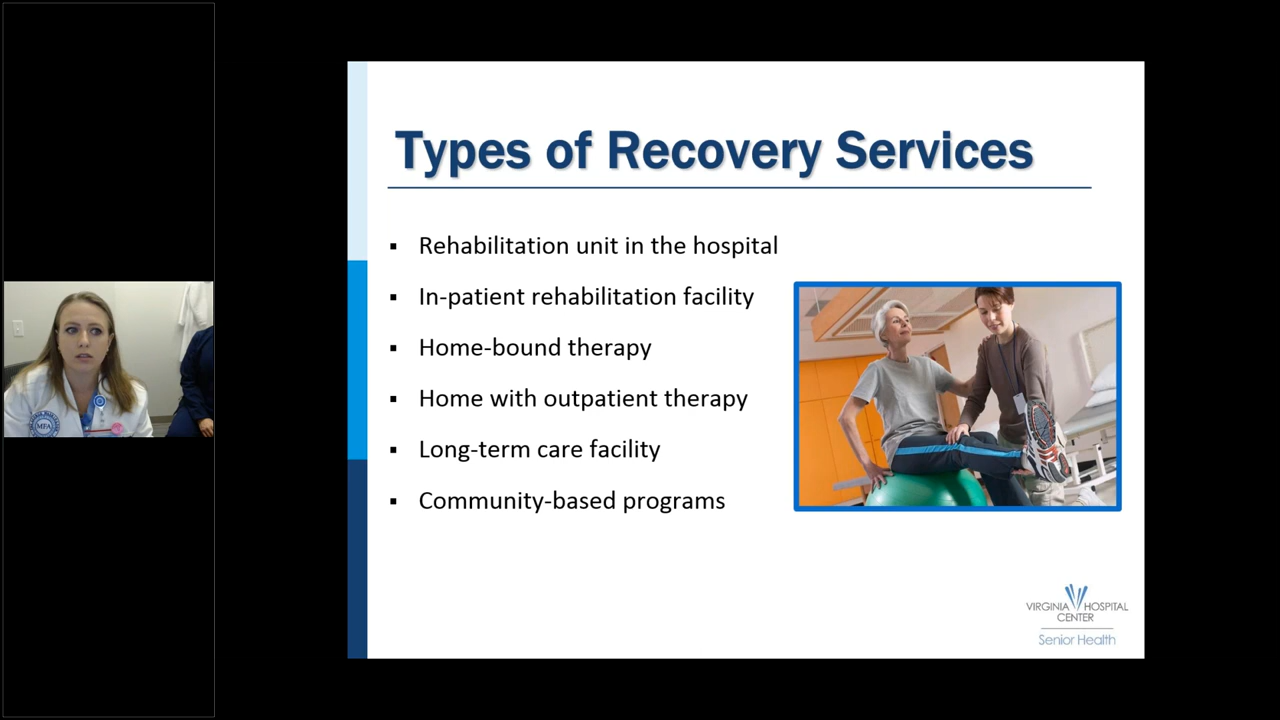 Types of Recovery Services
Rehabilitation unit in the hospital
In-patient rehabilitation facility
Home-bound therapy
Home with outpatient therapy
Long-term care facility
Community-based programs
VIRGINIA HOSPITAL
CENTER
Senior Health
MFA